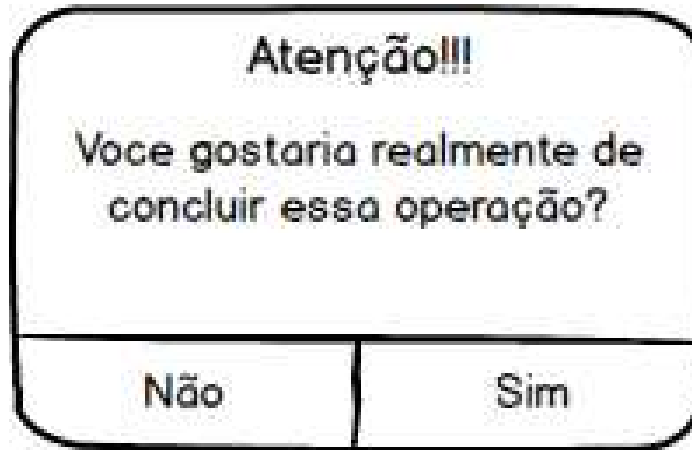 Atenção!!!
Voce gostaria realmente de
concluir essa operação?
Não
Sim